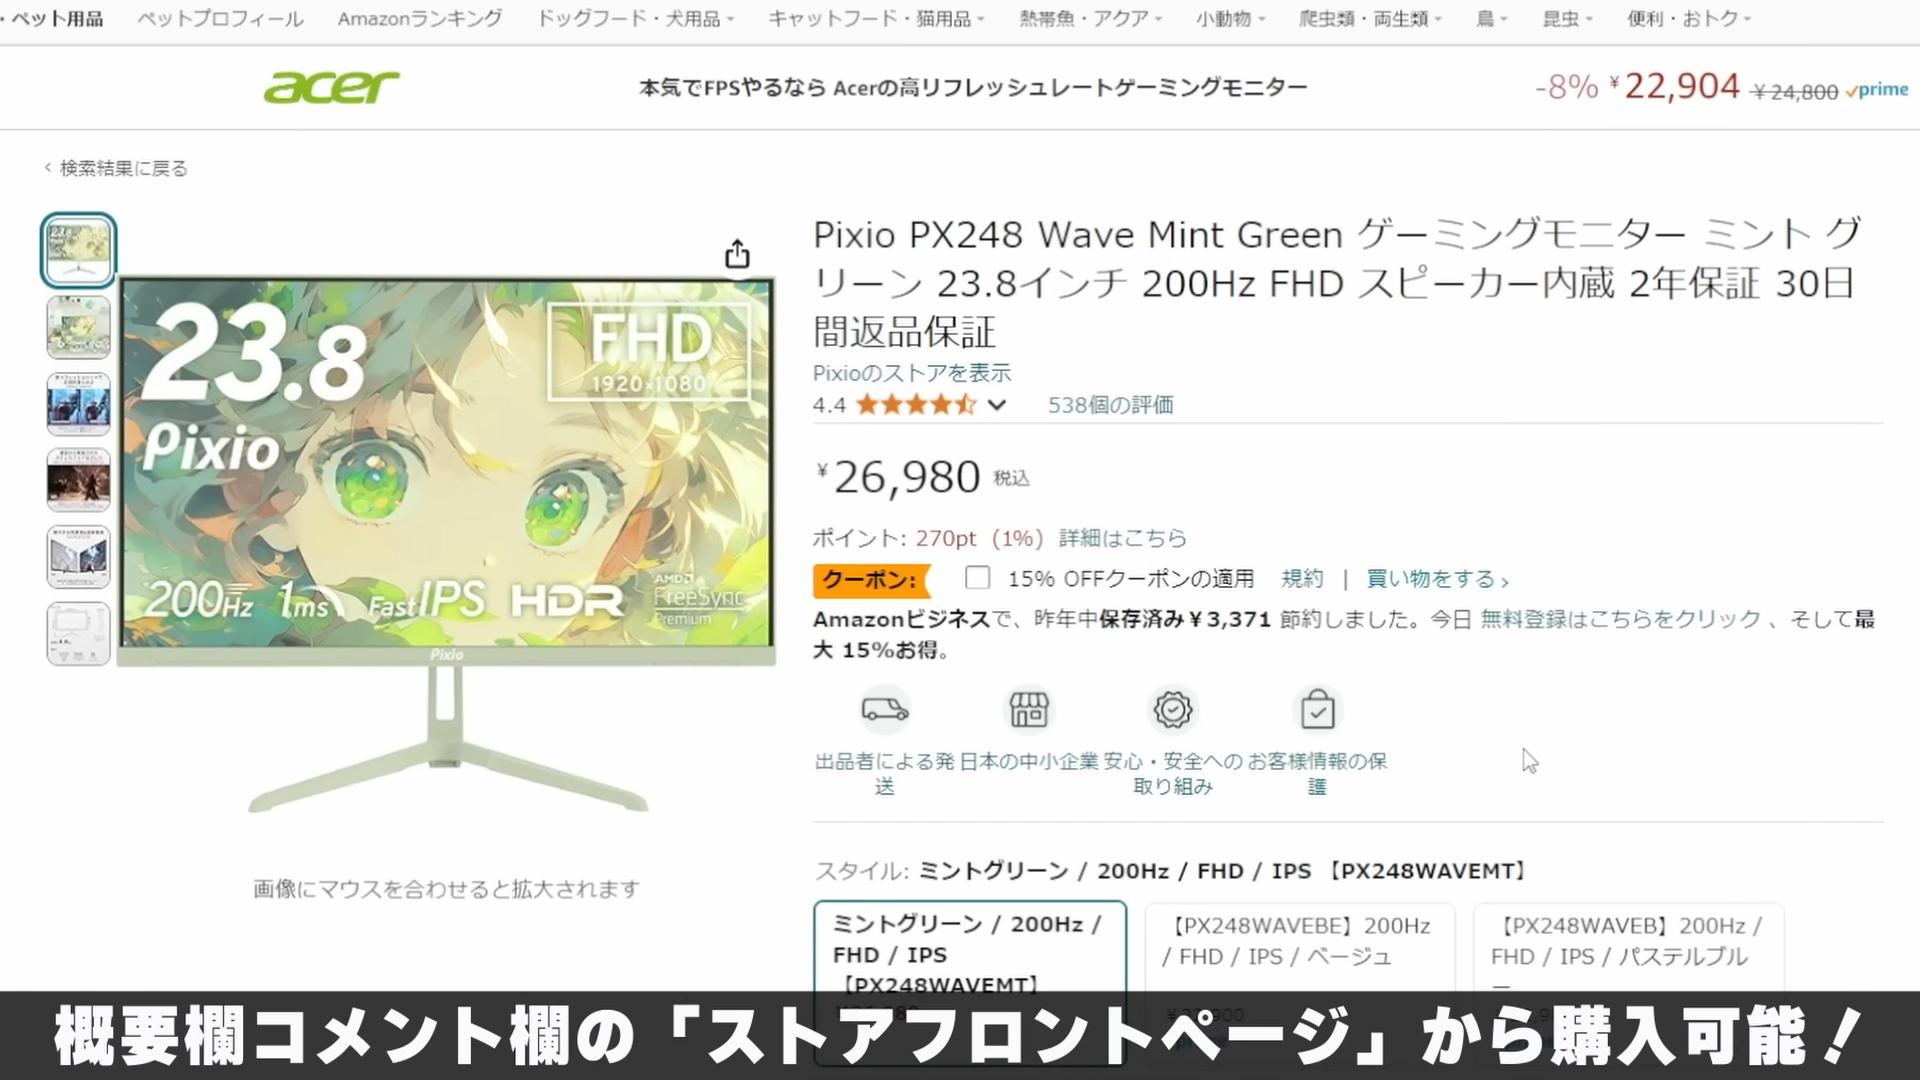 ・ペット用品 ペットプロフィール Amazonランキング ドッグフード・犬用品 キャットフード・猫用品 熱帯魚・アクア 小動物 爬虫類・両生類 鳥 昆虫 便利・おトク
acer 本気でFPSやるなら Acerの高リフレッシュレートゲーミングモニター -8% ¥22,904 ¥24,800 prime
‹ 検索結果に戻る
Pixio PX248 Wave Mint Green ゲーミングモニター ミント グ
リーン 23.8インチ 200Hz FHD スピーカー内蔵 2年保証 30日
間返品保証
Pixioのストアを表示
4.4 538個の評価
23.8
FHD
1920×1080
Pixio
200Hz 1ms FastIPS HDR
AMD
FreeSync
Premium
Pixio
画像にマウスを合わせると拡大されます
¥26,980 税込
ポイント: 270pt (1%) 詳細はこちら
クーポン: 15% OFFクーポンの適用 規約 | 買い物をする ›
Amazonビジネスで、昨年中保存済み¥3,371 節約しました。今日 無料登録はこちらをクリック 、そして最
大 15%お得。
出品者による発
送
日本の中小企業
安心・安全への
取り組み
お客様情報の保
護
スタイル: ミントグリーン / 200Hz / FHD / IPS 【PX248WAVEMT】
ミントグリーン / 200Hz /
FHD / IPS
【PX248WAVEMT】
【PX248WAVEBE】200Hz
/ FHD / IPS / ベージュ
【PX248WAVEB】200Hz /
FHD / IPS / パステルブル
ー
概要欄コメント欄の「ストアフロントページ」から購入可能！